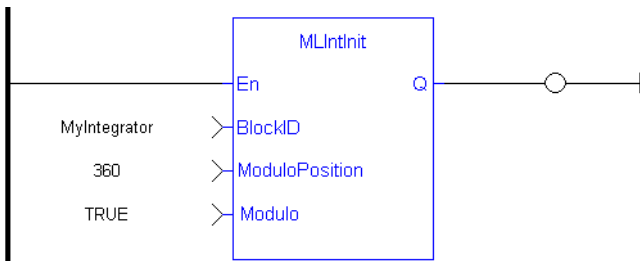 MLIntInit
En Q
MyIntegrator BlockID
360 ModuloPosition
TRUE Modulo